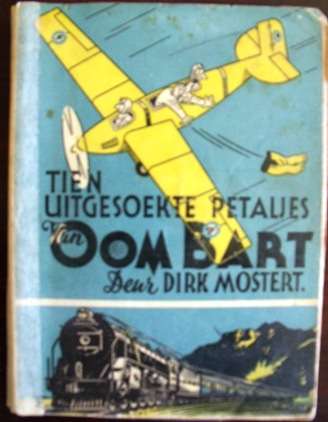 TIEN
UITGESOEKTE PETALJES
Van OOM BART
Deur DIRK MOSTERT.